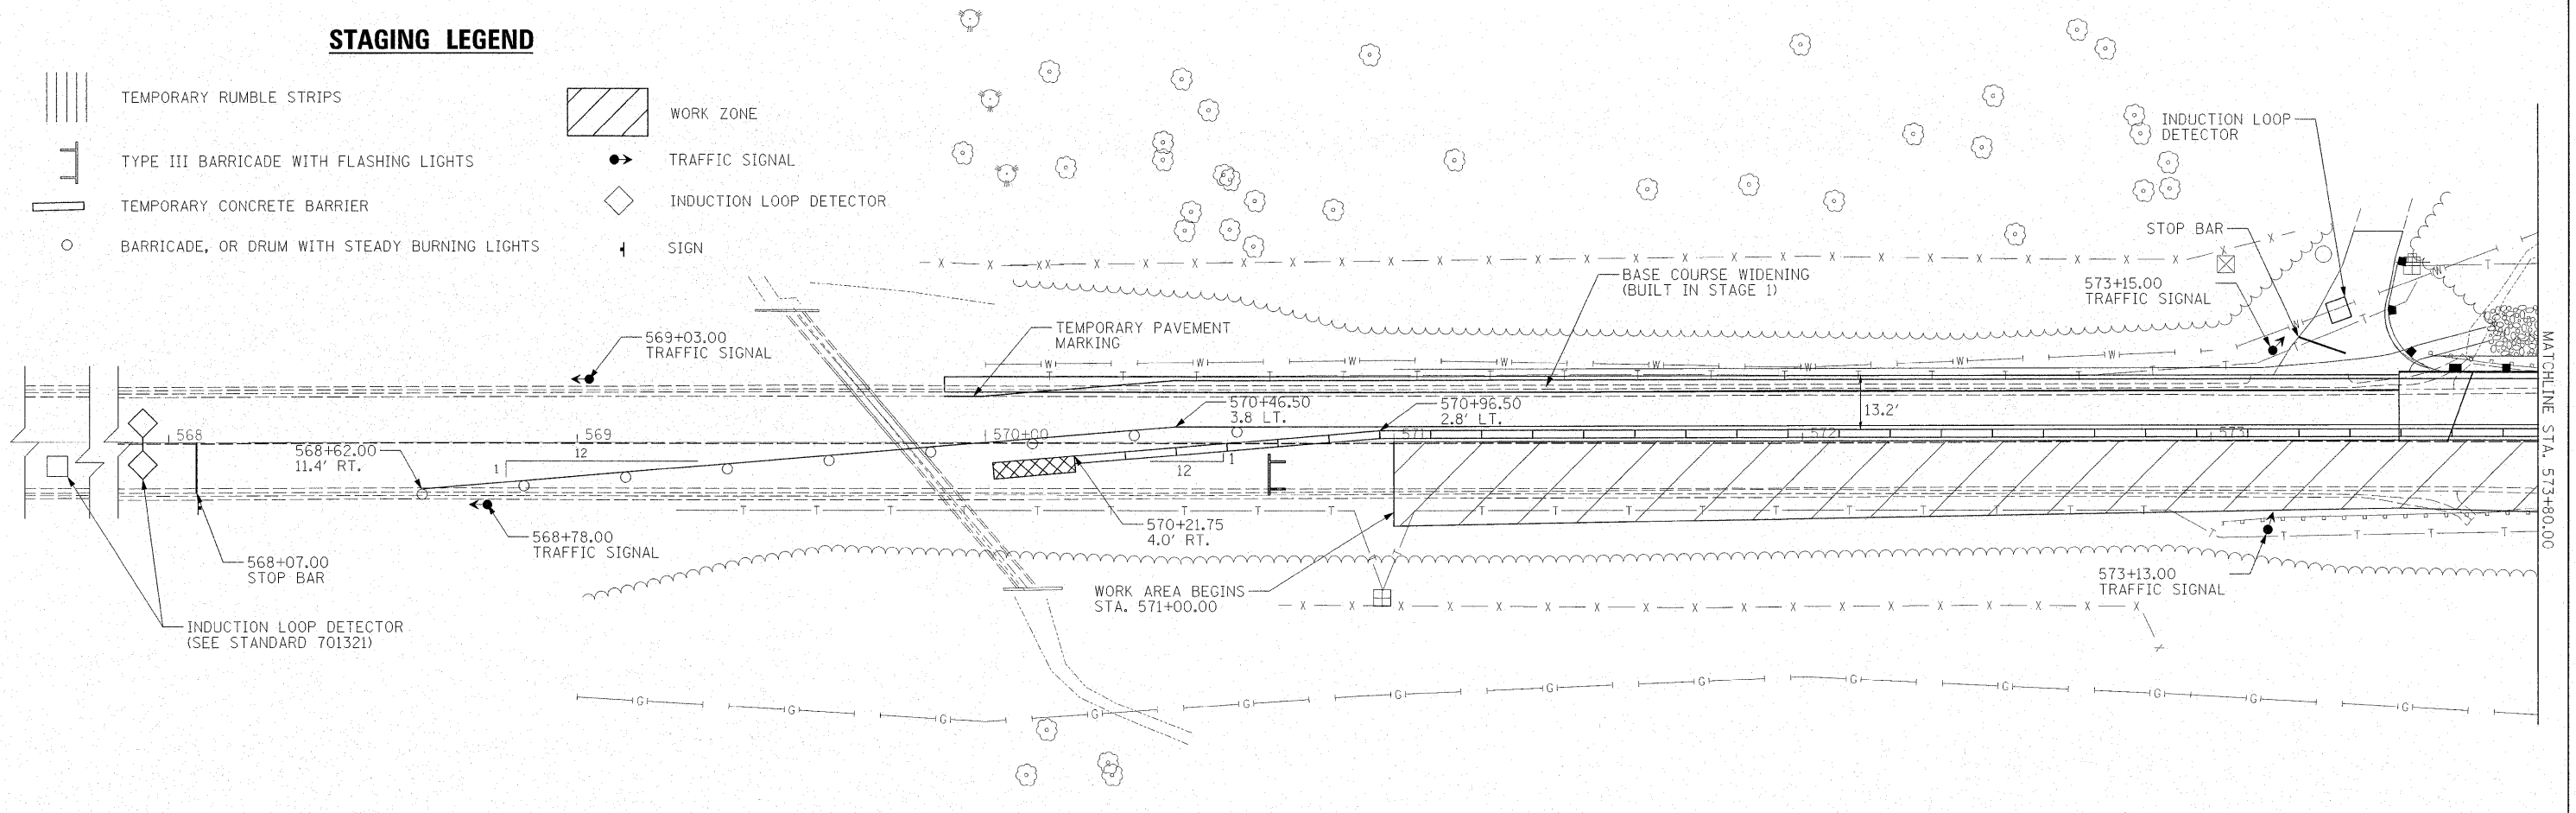 STAGING LEGEND
TEMPORARY RUMBLE STRIPS
TYPE III BARRICADE WITH FLASHING LIGHTS
TEMPORARY CONCRETE BARRIER
BARRICADE, OR DRUM WITH STEADY BURNING LIGHTS
WORK ZONE
TRAFFIC SIGNAL
INDUCTION LOOP DETECTOR
SIGN
INDUCTION LOOP
DETECTOR
STOP BAR
573+15.00
TRAFFIC SIGNAL
BASE COURSE WIDENING
(BUILT IN STAGE 1)
TEMPORARY PAVEMENT
MARKING
569+03.00
TRAFFIC SIGNAL
570+46.50
3.8 LT.
570+96.50
2.8' LT.
13.2'
568
569
570+00
571
572
573
568+62.00
11.4' RT.
12
1
12
1
568+78.00
TRAFFIC SIGNAL
570+21.75
4.0' RT.
568+07.00
STOP BAR
WORK AREA BEGINS
STA. 571+00.00
573+13.00
TRAFFIC SIGNAL
INDUCTION LOOP DETECTOR
(SEE STANDARD 701321)
MATCHLINE STA. 573+80.00